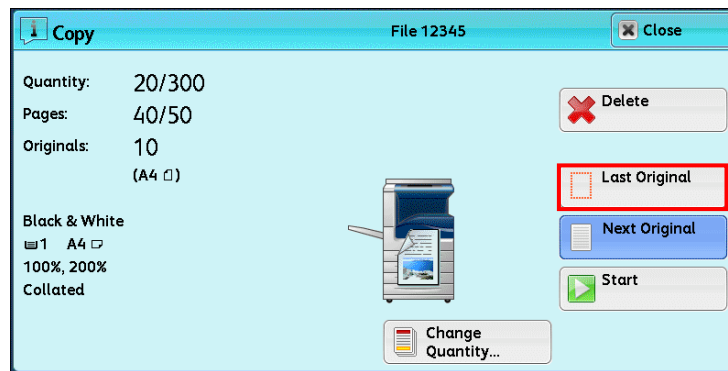 Copy
File 12345
Close
Quantity: 20/300
Pages: 40/50
Originals: 10
(A4)
Black & White
1 A4
100%, 200%
Collated
Delete
Last Original
Next Original
Start
Change
Quantity...